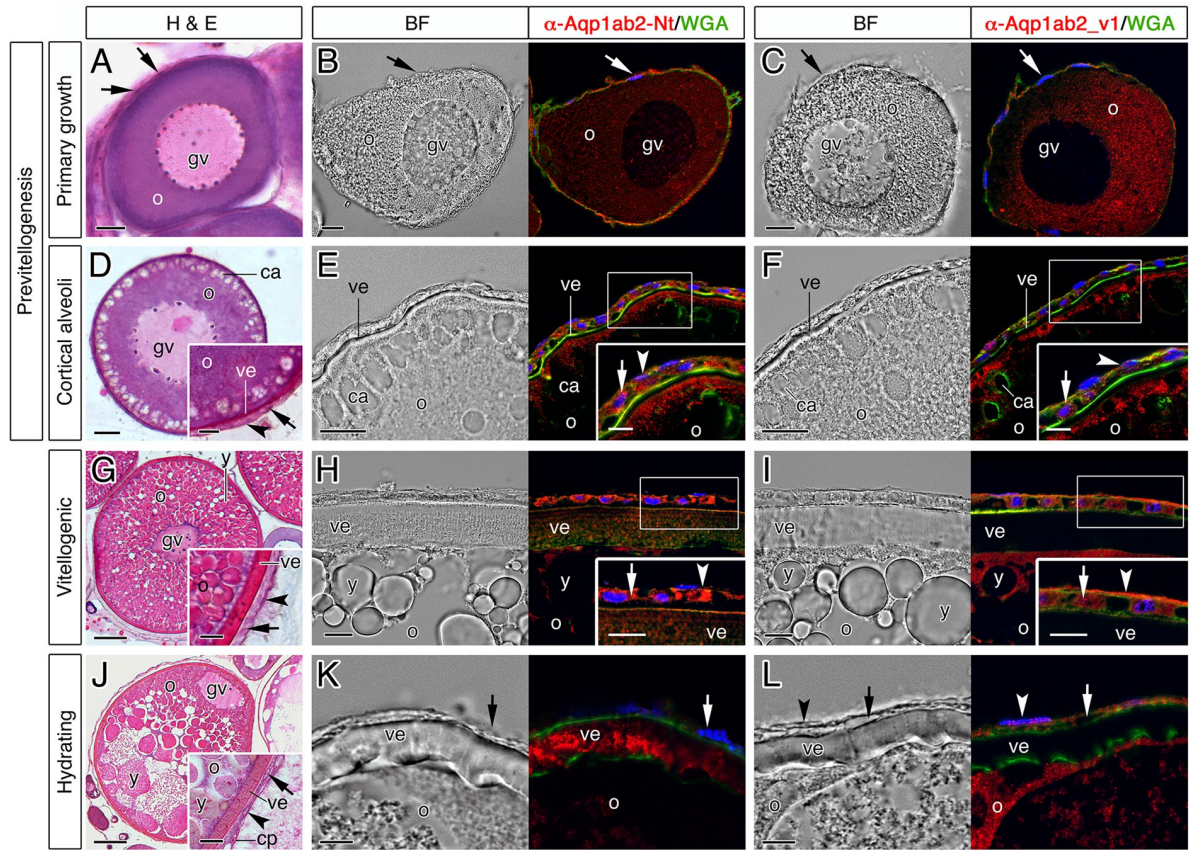 H & E
BF
α-Aqp1ab2-Nt/WGA
BF
α-Aqp1ab2_v1/WGA
Previtellogenesis
Primary growth
A
gv
o
B
o
gv
o
gv
C
gv
o
gv
o
Cortical alveoli
D
ca
o
gv
o
ve
E
ve
ca
o
ve
ca
o
o
F
ve
ca
o
ve
ca
o
o
Vitellogenic
G
y
o
gv
o
ve
H
ve
y
o
ve
y
o
ve
I
ve
y
y
o
ve
y
o
ve
Hydrating
J
o
gv
y
o
y
ve
cp
K
ve
o
ve
o
L
ve
o
ve
o